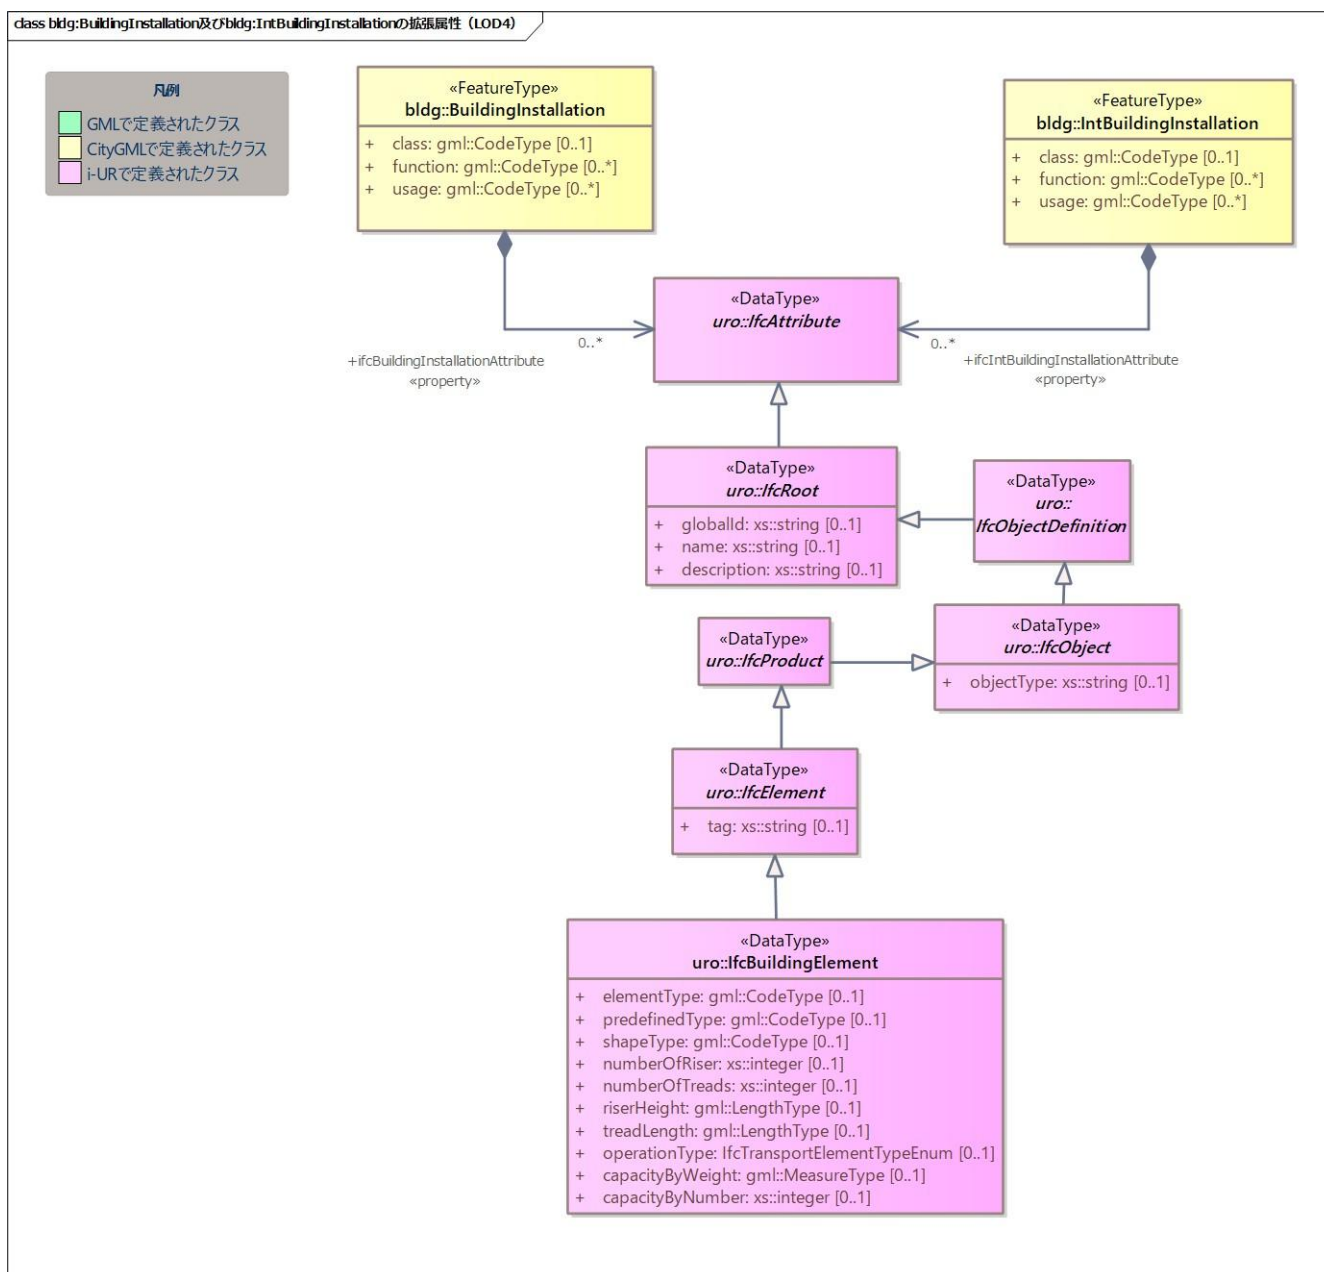 class bldg:BuildingInstallation及びbldg:IntBuildingInstallationの拡張属性（LOD4）
凡例
GMLで定義されたクラス
CityGMLで定義されたクラス
i-URで定義されたクラス
«FeatureType»
bldg::BuildingInstallation
+ class: gml::CodeType [0..1]
+ function: gml::CodeType [0..*]
+ usage: gml::CodeType [0..*]
«FeatureType»
bldg::IntBuildingInstallation
+ class: gml::CodeType [0..1]
+ function: gml::CodeType [0..*]
+ usage: gml::CodeType [0..*]
«DataType»
uro::IfcAttribute
0..*
+ifcBuildingInstallationAttribute
«property»
0..*
+ifcIntBuildingInstallationAttribute
«property»
«DataType»
uro::IfcRoot
+ globalId: xs::string [0..1]
+ name: xs::string [0..1]
+ description: xs::string [0..1]
«DataType»
uro::
IfcObjectDefinition
«DataType»
uro::IfcProduct
«DataType»
uro::IfcObject
+ objectType: xs::string [0..1]
«DataType»
uro::IfcElement
+ tag: xs::string [0..1]
«DataType»
uro::IfcBuildingElement
+ elementType: gml::CodeType [0..1]
+ predefinedType: gml::CodeType [0..1]
+ shapeType: gml::CodeType [0..1]
+ numberOfRiser: xs::integer [0..1]
+ numberOfTreads: xs::integer [0..1]
+ riserHeight: gml::LengthType [0..1]
+ treadLength: gml::LengthType [0..1]
+ operationType: IfcTransportElementTypeEnum [0..1]
+ capacityByWeight: gml::MeasureType [0..1]
+ capacityByNumber: xs::integer [0..1]